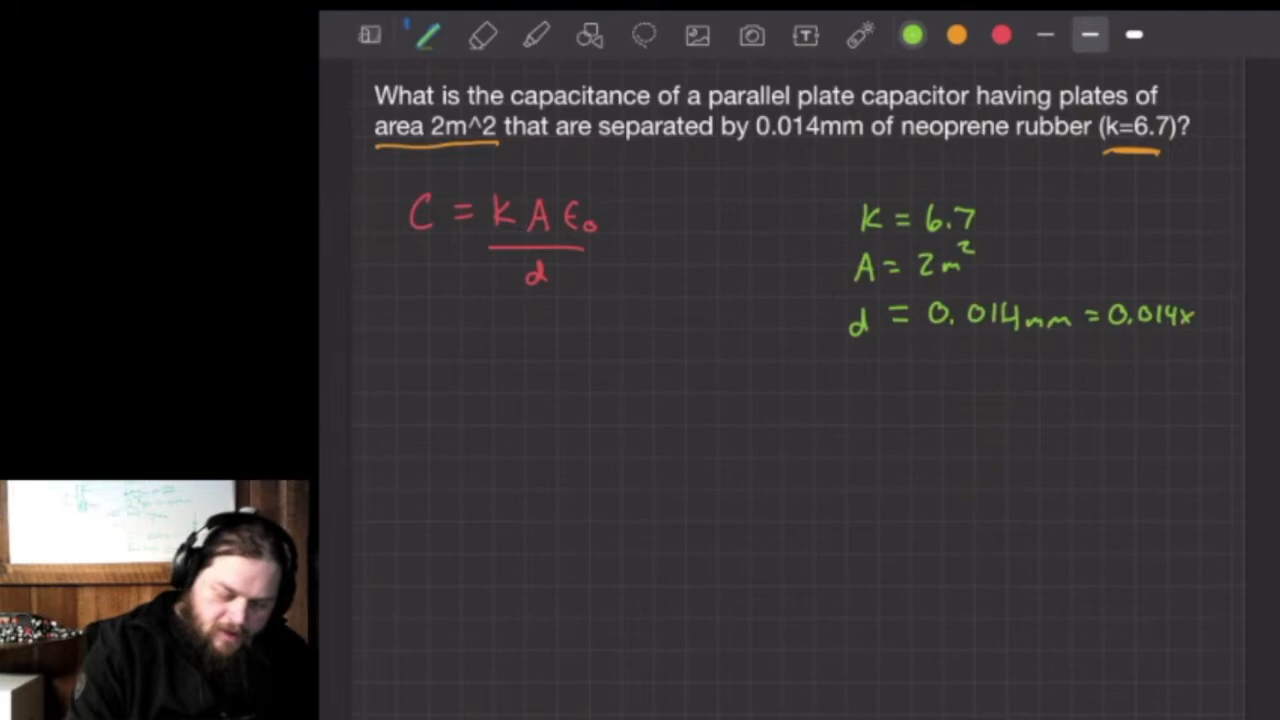 What is the capacitance of a parallel plate capacitor having plates of
area 2m^2 that are separated by 0.014mm of neoprene rubber (k=6.7)?
C = k A ϵ₀
d
K = 6.7
A = 2m²
d = 0.014mm = 0.014x